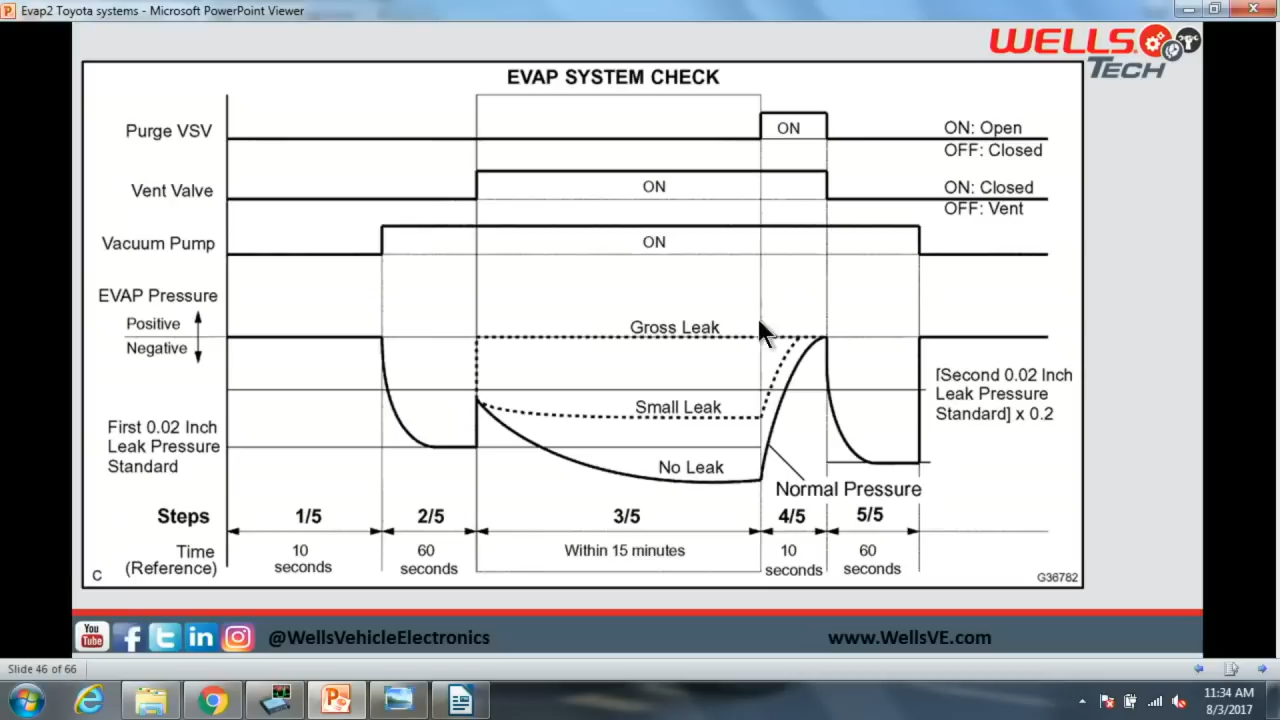 Evap2 Toyota systems - Microsoft PowerPoint Viewer
WELLS
TECH
EVAP SYSTEM CHECK
Purge VSV
ON
ON: Open
OFF: Closed
Vent Valve
ON
ON: Closed
OFF: Vent
Vacuum Pump
ON
EVAP Pressure
Positive
Negative
Gross Leak
Small Leak
No Leak
Normal Pressure
First 0.02 Inch
Leak Pressure
Standard
[Second 0.02 Inch
Leak Pressure
Standard] x 0.2
Steps 1/5 2/5 3/5 4/5 5/5
Time
(Reference)
10
seconds
60
seconds
Within 15 minutes
10
seconds
60
seconds
C
G36782
You
Tube
@WellsVehicleElectronics
www.WellsVE.com
Slide 46 of 66
11:34 AM
8/3/2017